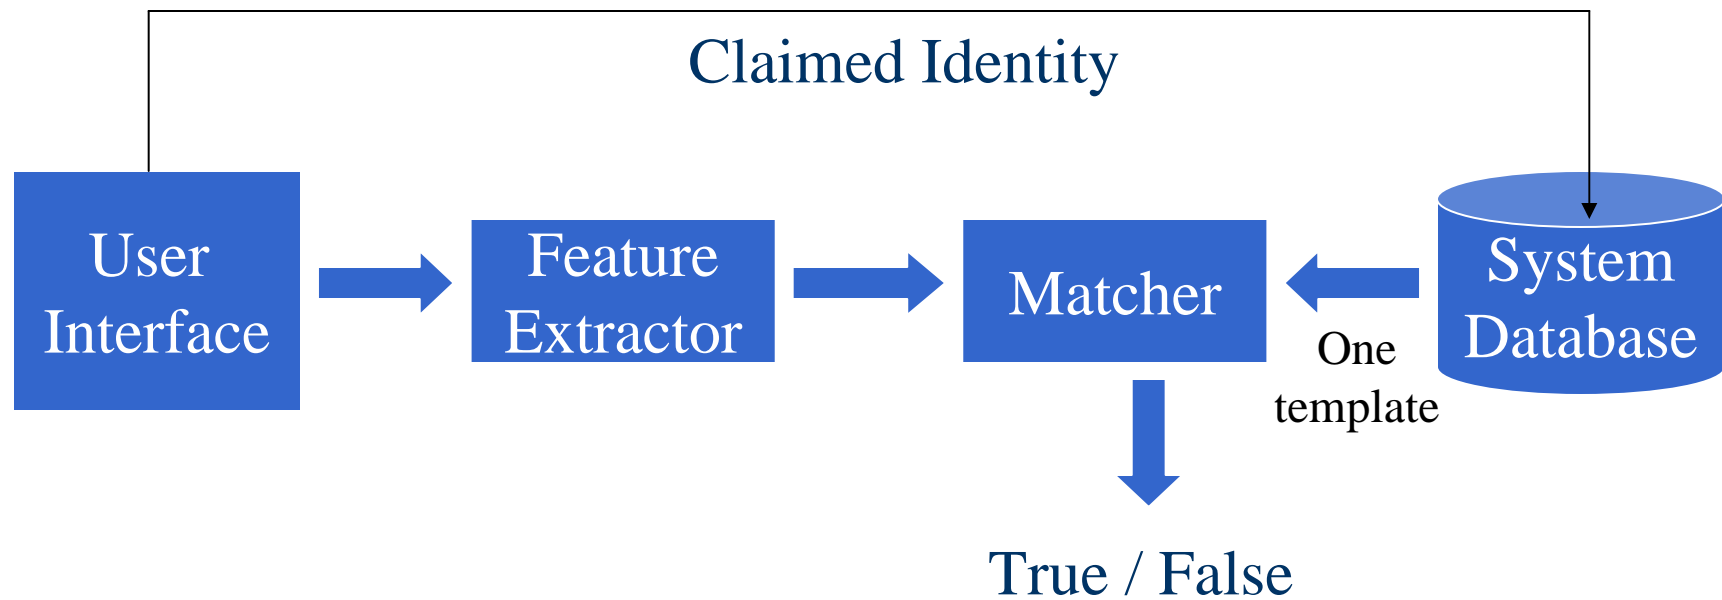 Claimed Identity
User
Interface
Feature
Extractor
Matcher
One
template
System
Database
True / False